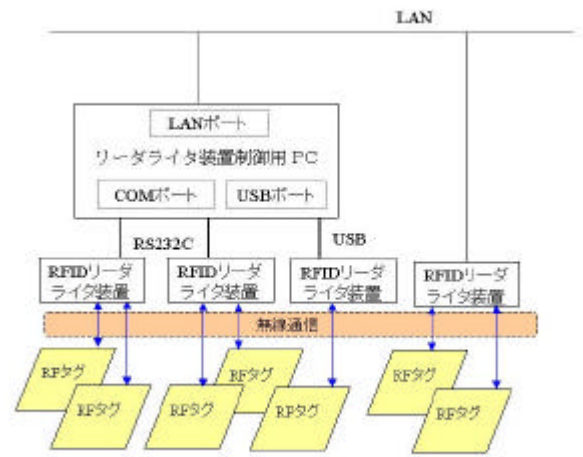 LAN
LANポート
リーダライタ装置制御用 PC
COMポート
USBポート
RS232C
USB
RFIDリーダ
ライタ装置
RFIDリーダ
ライタ装置
RFIDリーダ
ライタ装置
RFIDリーダ
ライタ装置
無線通信
RFタグ
RFタグ
RFタグ
RFタグ
RFタグ
RFタグ
RFタグ